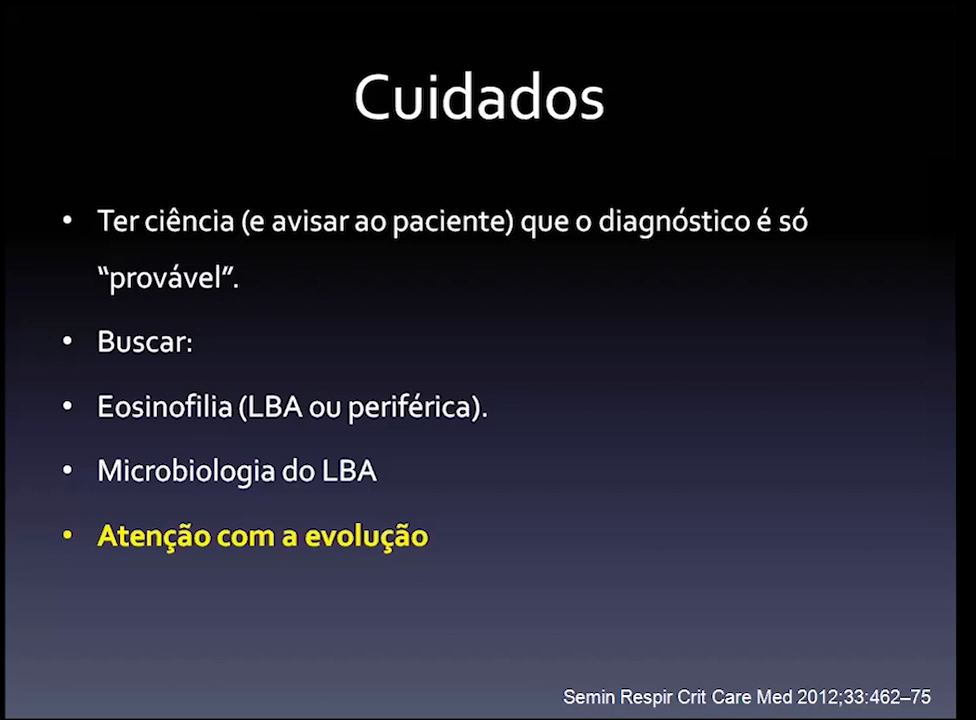 Cuidados
• Ter ciência (e avisar ao paciente) que o diagnóstico é só
“provável”.
• Buscar:
• Eosinofilia (LBA ou periférica).
• Microbiologia do LBA
• Atenção com a evolução
Semin Respir Crit Care Med 2012;33:462–75